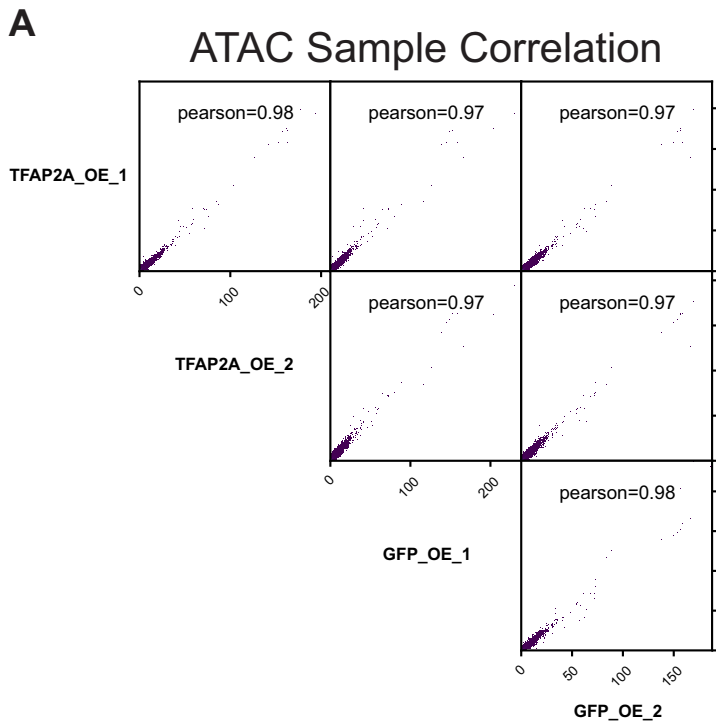 A
ATAC Sample Correlation
pearson=0.98
pearson=0.97
pearson=0.97
TFAP2A_OE_1
0
100
200
pearson=0.97
pearson=0.97
TFAP2A_OE_2
0
100
200
pearson=0.98
GFP_OE_1
0
50
100
150
GFP_OE_2